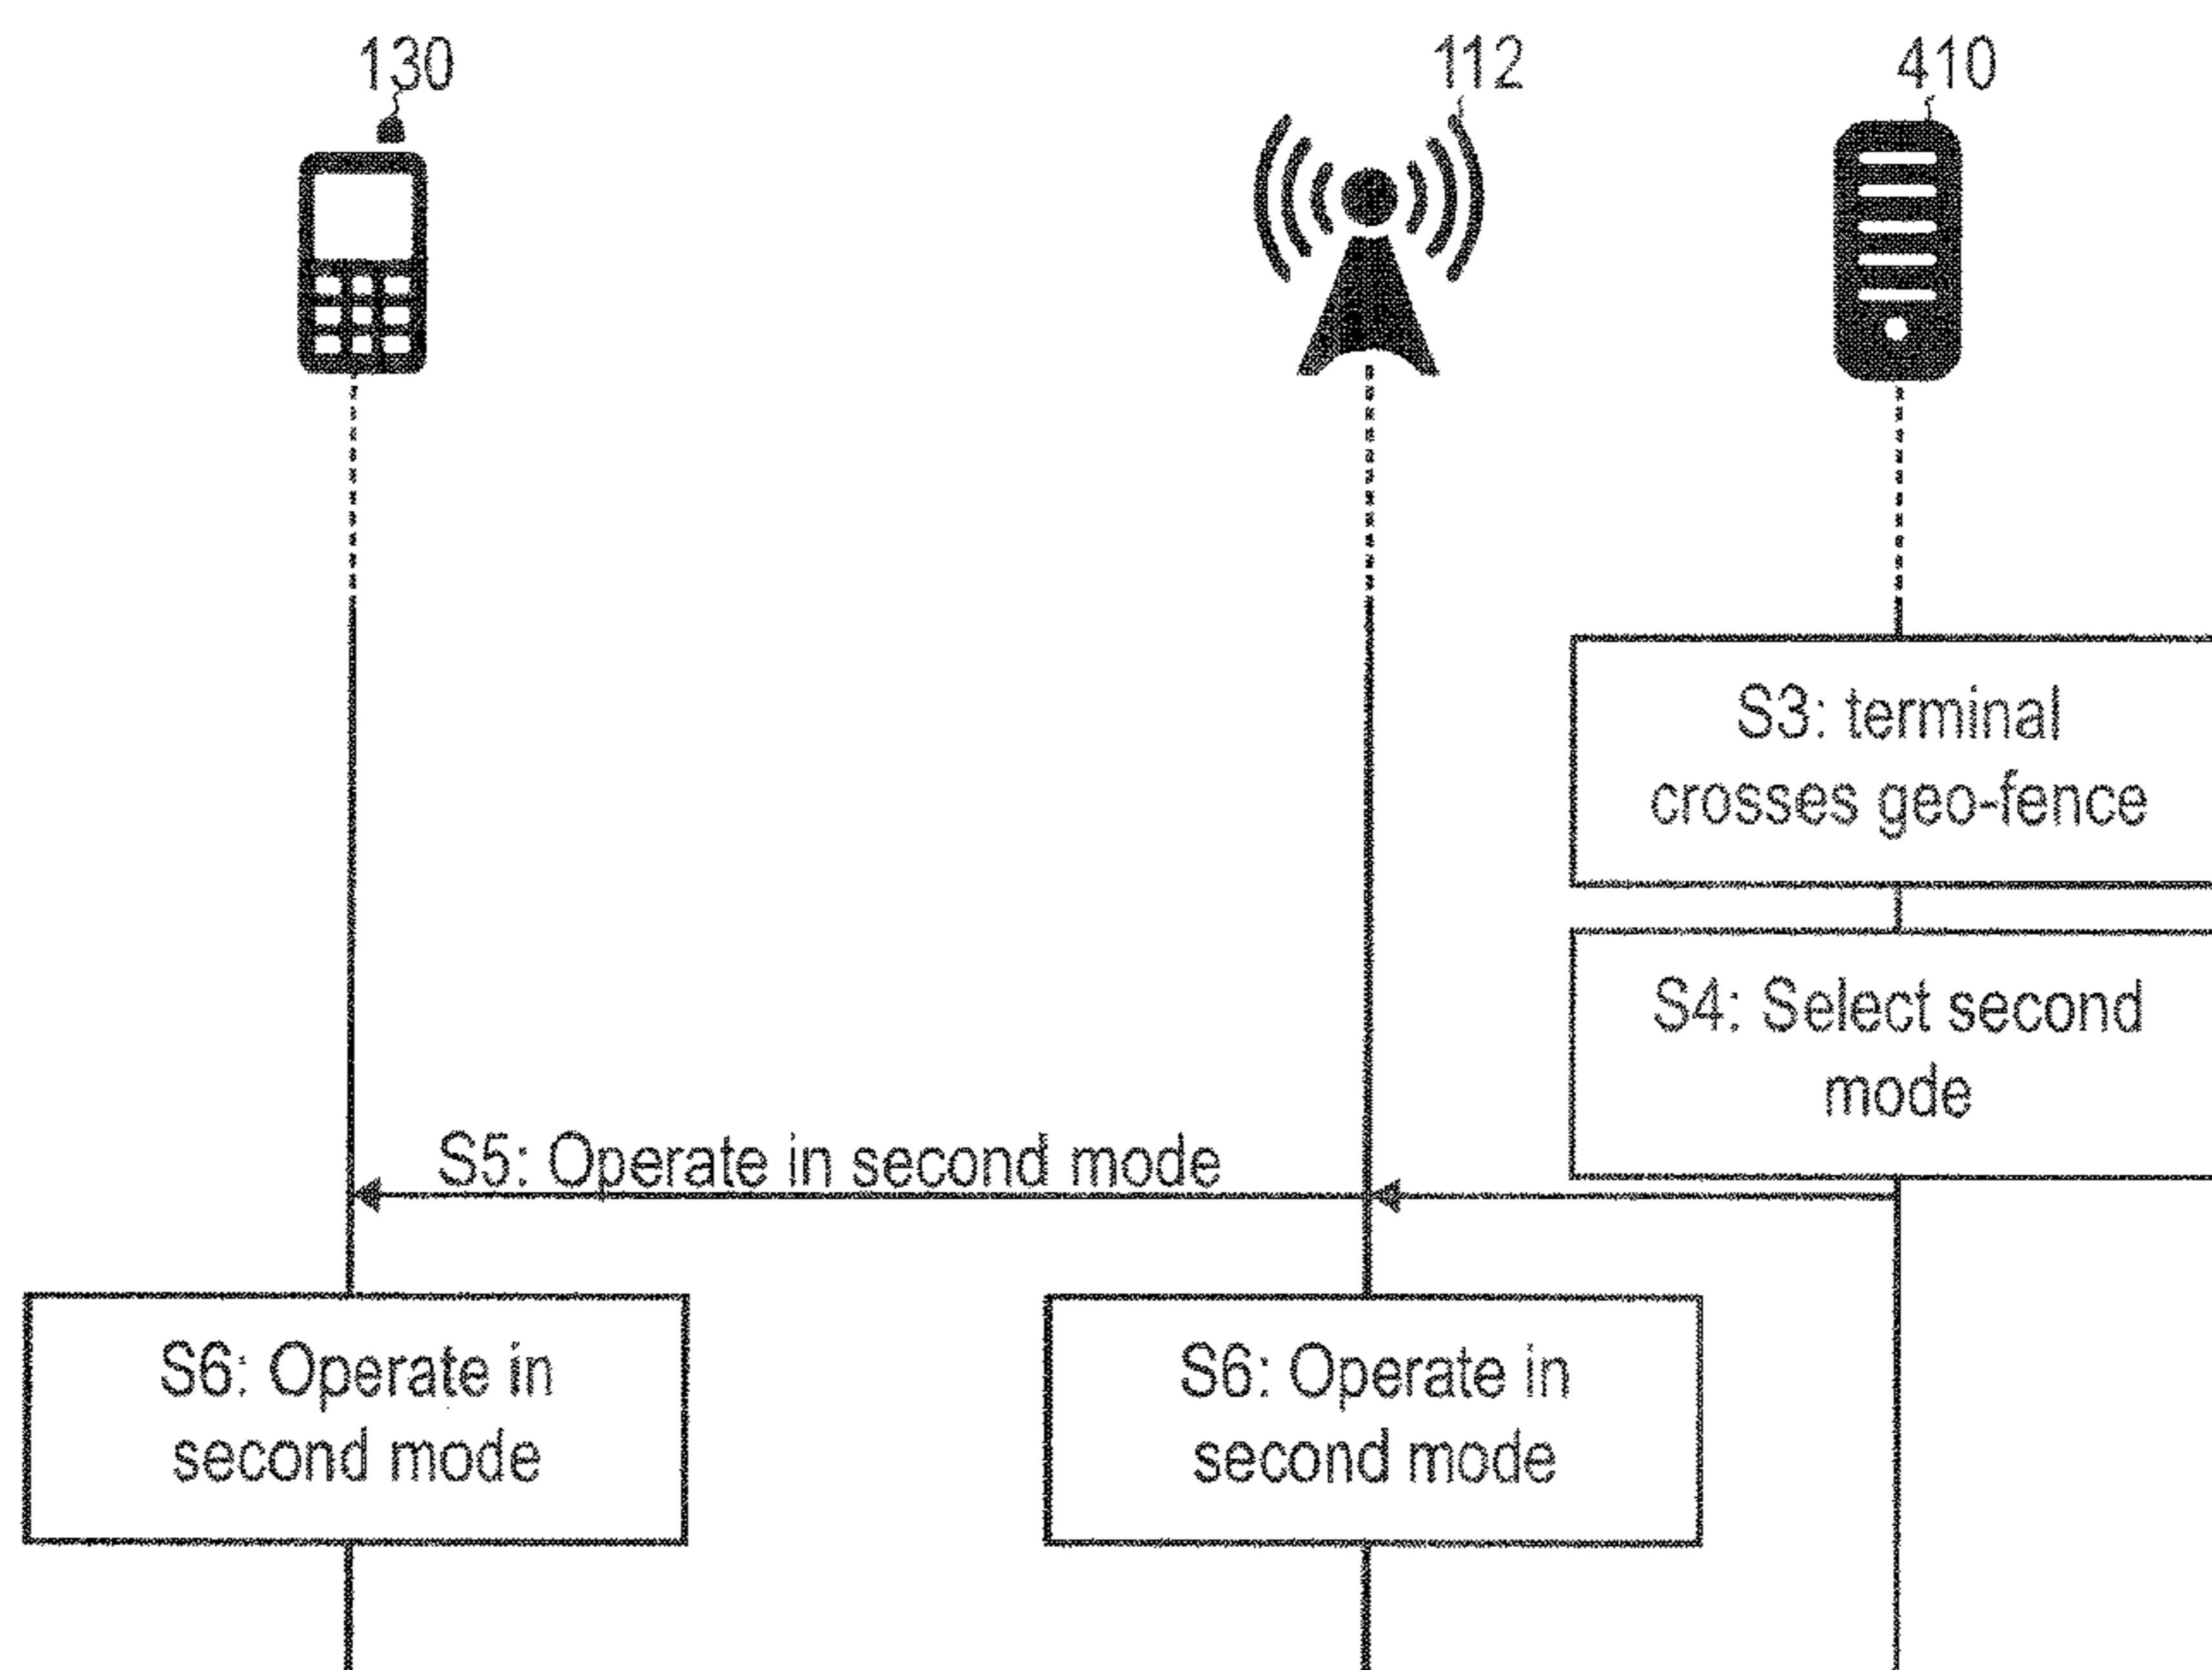 130
112
410
S3: terminal
crosses geo-fence
S4: Select second
mode
S5: Operate in second mode
S6: Operate in
second mode
S6: Operate in
second mode